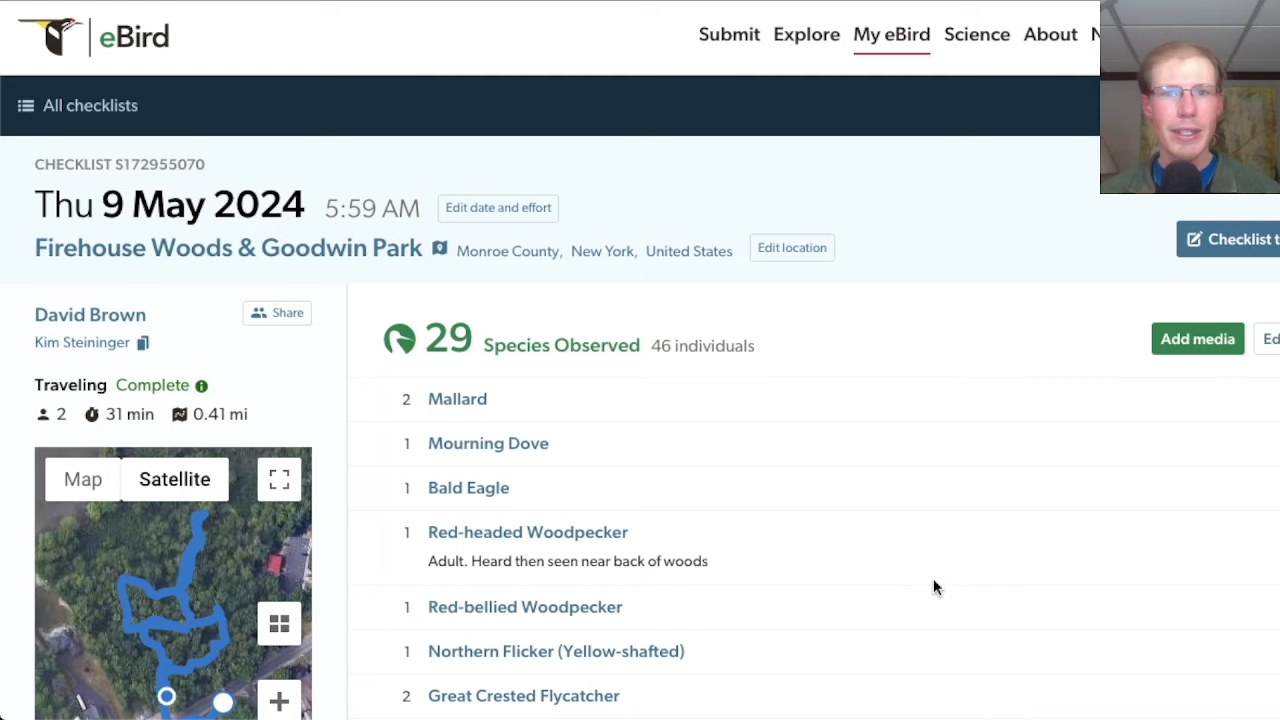 eBird
Submit Explore My eBird Science About N
All checklists
CHECKLIST S172955070
Thu 9 May 2024 5:59 AM Edit date and effort
Firehouse Woods & Goodwin Park Monroe County, New York, United States Edit location
Checklist t
David Brown Share
Kim Steininger
Traveling Complete
2 31 min 0.41 mi
Map Satellite
29 Species Observed 46 individuals
Add media Ed
2 Mallard
1 Mourning Dove
1 Bald Eagle
1 Red-headed Woodpecker
Adult. Heard then seen near back of woods
1 Red-bellied Woodpecker
1 Northern Flicker (Yellow-shafted)
2 Great Crested Flycatcher